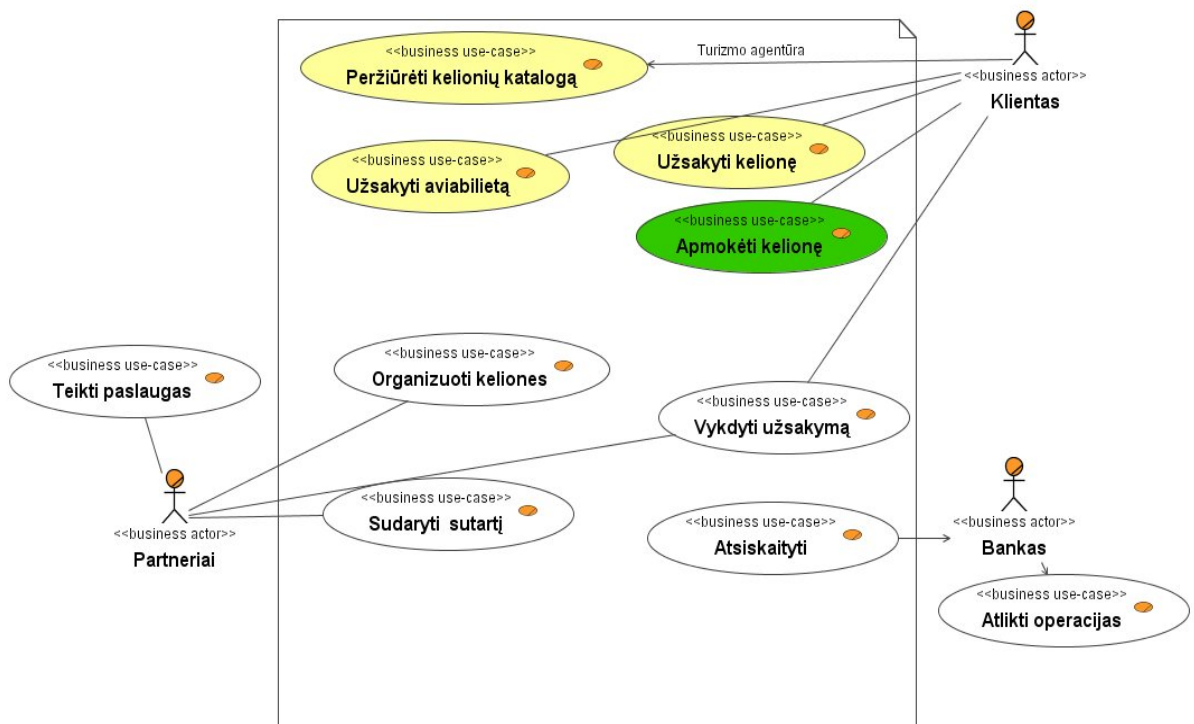 <<business use-case>>
Peržiūrėti kelionių katalogą
Turizmo agentūra
<<business actor>>
Klientas
<<business use-case>>
Užsakyti aviabilietą
<<business use-case>>
Užsakyti kelionę
<<business use-case>>
Apmokėti kelionę
<<business use-case>>
Teikti paslaugas
<<business use-case>>
Organizuoti keliones
<<business use-case>>
Vykdyti užsakymą
<<business actor>>
Partneriai
<<business use-case>>
Sudaryti sutartį
<<business use-case>>
Atsiskaityti
<<business actor>>
Bankas
<<business use-case>>
Atlikti operacijas